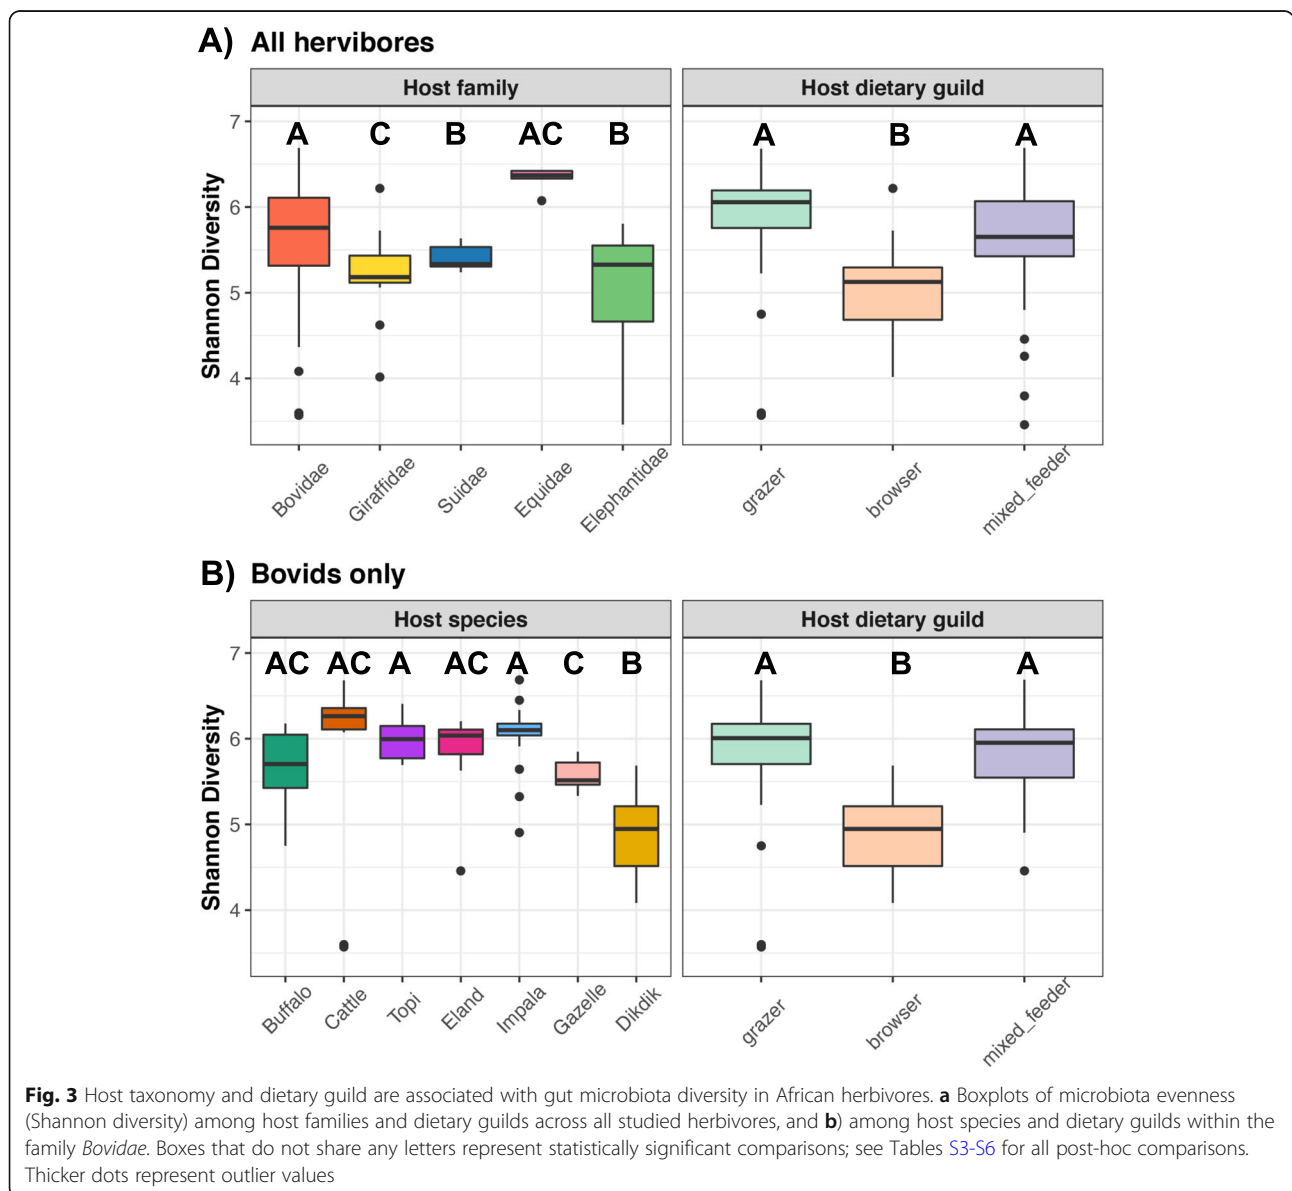 A) All hervibores
Host family
Host dietary guild
A C B AC B
A B A
Shannon Diversity
7
6
5
4
Bovidae
Giraffidae
Suidae
Equidae
Elephantidae
grazer
browser
mixed_feeder
B) Bovids only
Host species
Host dietary guild
AC AC A AC A C B
A B A
Shannon Diversity
7
6
5
4
Buffalo
Cattle
Topi
Eland
Impala
Gazelle
Dikdik
grazer
browser
mixed_feeder
Fig. 3 Host taxonomy and dietary guild are associated with gut microbiota diversity in African herbivores. a Boxplots of microbiota evenness
(Shannon diversity) among host families and dietary guilds across all studied herbivores, and b) among host species and dietary guilds within the
family Bovidae. Boxes that do not share any letters represent statistically significant comparisons; see Tables S3-S6 for all post-hoc comparisons.
Thicker dots represent outlier values